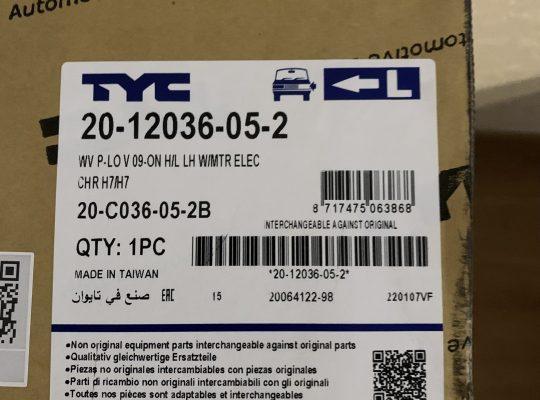 Automo
omotive
TYC
L
20-12036-05-2
WV P-LO V 09-ON H/L LH W/MTR ELEC
CHR H7/H7
20-C036-05-2B
8 717475 063868
INTERCHANGEABLE AGAINST ORIGINAL
QTY: 1PC
MADE IN TAIWAN
*20-12036-05-2*
صنع في تايوان
EAC
15
20064122-98
220107VF
•Non original equipment parts interchangeable against original parts
•Qualitativ gleichwertige Ersatzteile
•Piezas no originales intercambiables con piezas originales
•Parti di ricambio non originali intercambiabili con gli originali
•Toutes nos pièces sont adaptables et interchangeables